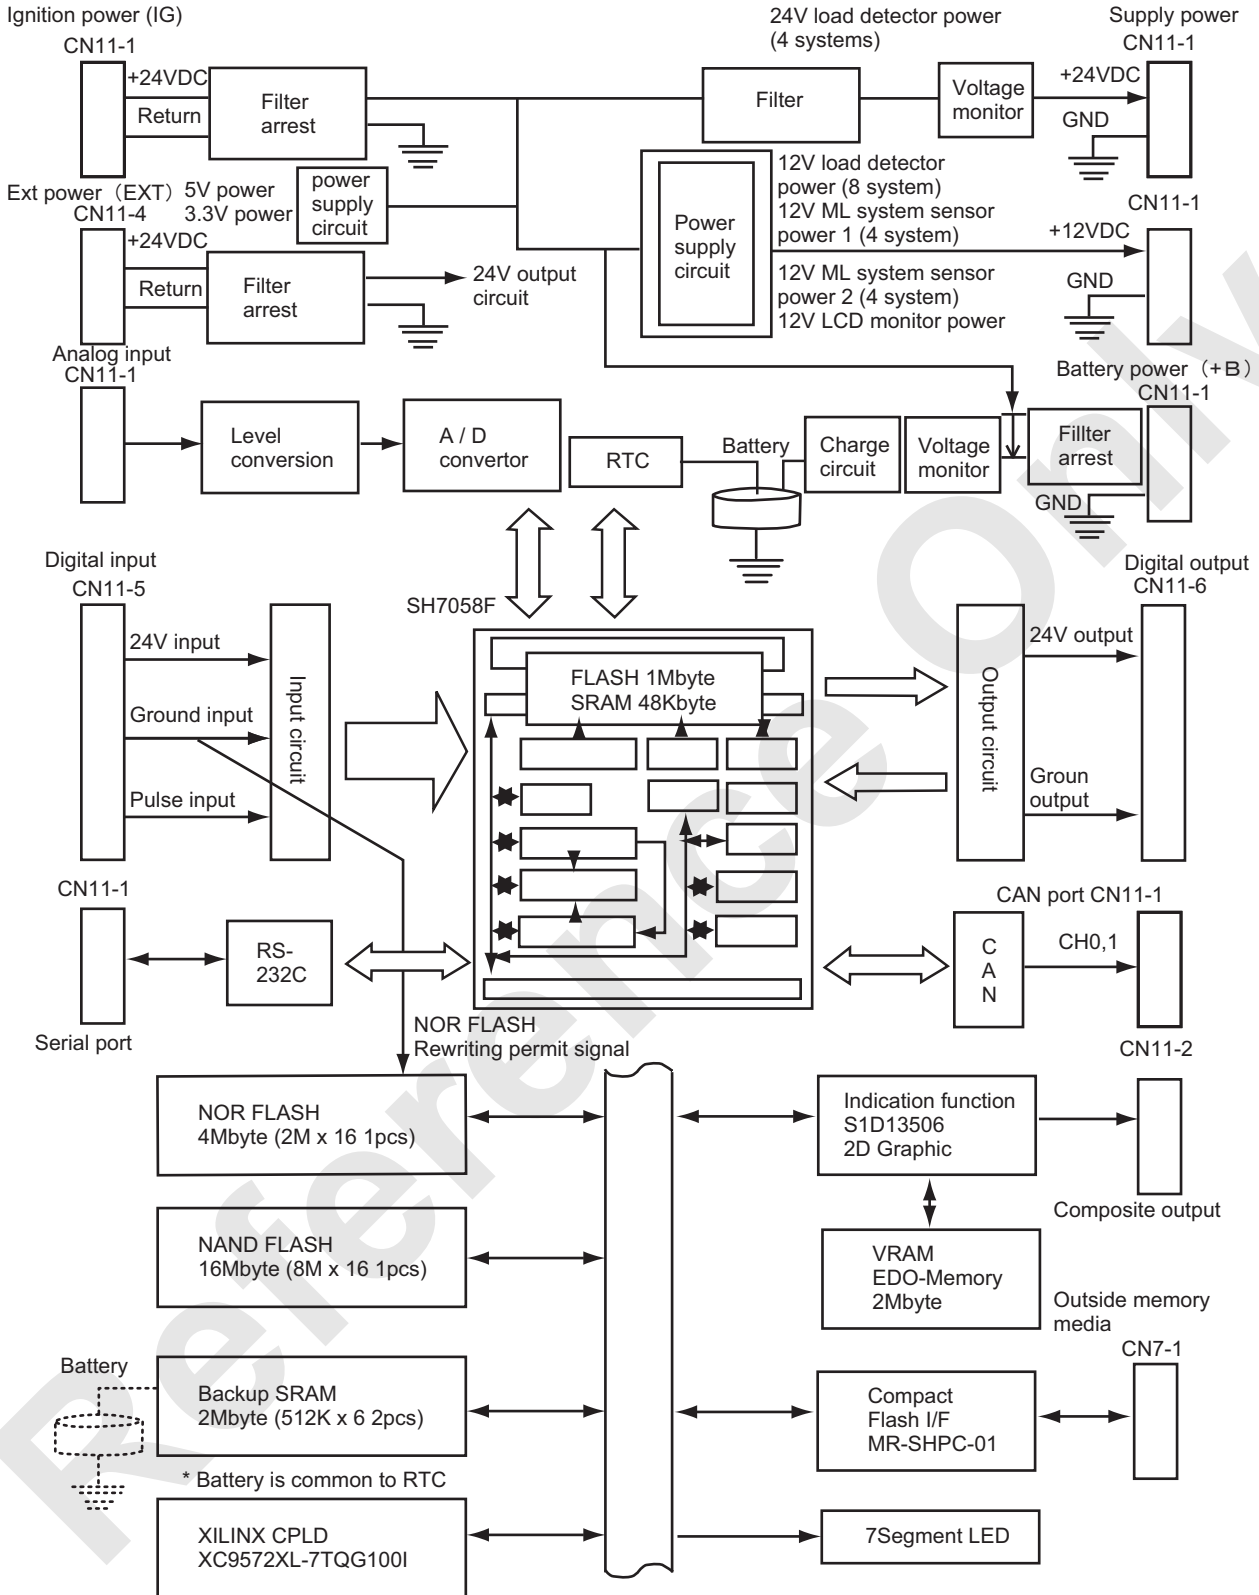 Ignition power (IG)
CN11-1
+24VDC
Return
Filter
arrest
24V load detector power
(4 systems)
Filter
Voltage
monitor
Supply power
CN11-1
+24VDC
GND
Ext power（EXT）
CN11-4
5V power
3.3V power
power
supply
circuit
+24VDC
Return
Filter
arrest
24V output
circuit
Power
supply
circuit
12V load detector
power (8 system)
12V ML system sensor
power 1 (4 system)
12V ML system sensor
power 2 (4 system)
12V LCD monitor power
CN11-1
+12VDC
GND
Analog input
CN11-1
Level
conversion
A / D
convertor
RTC
Battery
Charge
circuit
Voltage
monitor
Fillter
arrest
Battery power（+B）
CN11-1
GND
Digital input
CN11-5
24V input
Ground input
Pulse input
Input circuit
SH7058F
FLASH 1Mbyte
SRAM 48Kbyte
Output circuit
Digital output
CN11-6
24V output
Groun
output
CN11-1
RS-
232C
Serial port
CAN port CN11-1
C
A
N
CH0,1
NOR FLASH
Rewriting permit signal
CN11-2
NOR FLASH
4Mbyte (2M x 16 1pcs)
Indication function
S1D13506
2D Graphic
Composite output
NAND FLASH
16Mbyte (8M x 16 1pcs)
VRAM
EDO-Memory
2Mbyte
Outside memory
media
CN7-1
Battery
Backup SRAM
2Mbyte (512K x 6 2pcs)
Compact
Flash I/F
MR-SHPC-01
* Battery is common to RTC
XILINX CPLD
XC9572XL-7TQG100I
7Segment LED
Reference Only